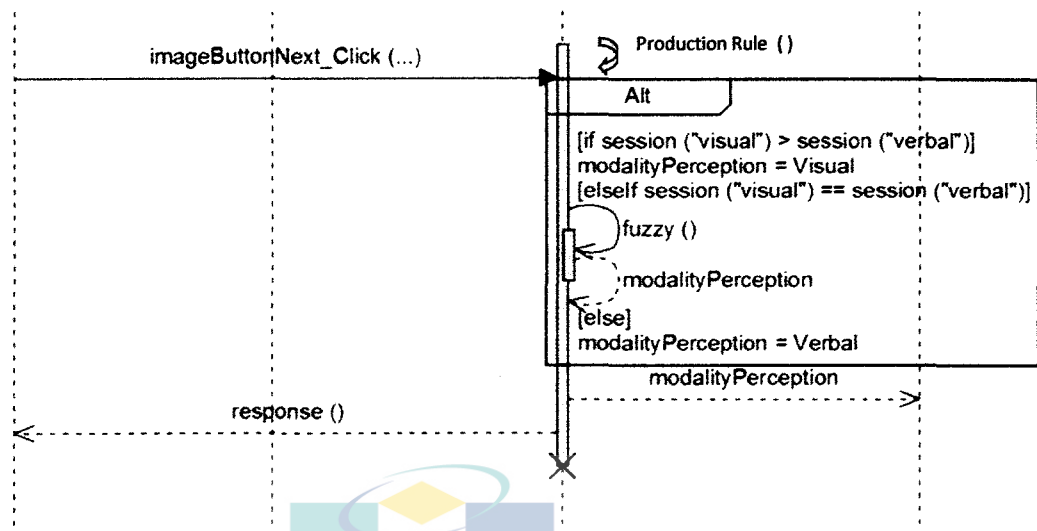 imageButtonNext_Click (...)
Production Rule ()
Alt
[if session ("visual") > session ("verbal")]
modalityPerception = Visual
[elseIf session ("visual") == session ("verbal")]
fuzzy ()
modalityPerception
[else]
modalityPerception = Verbal
modalityPerception
response ()